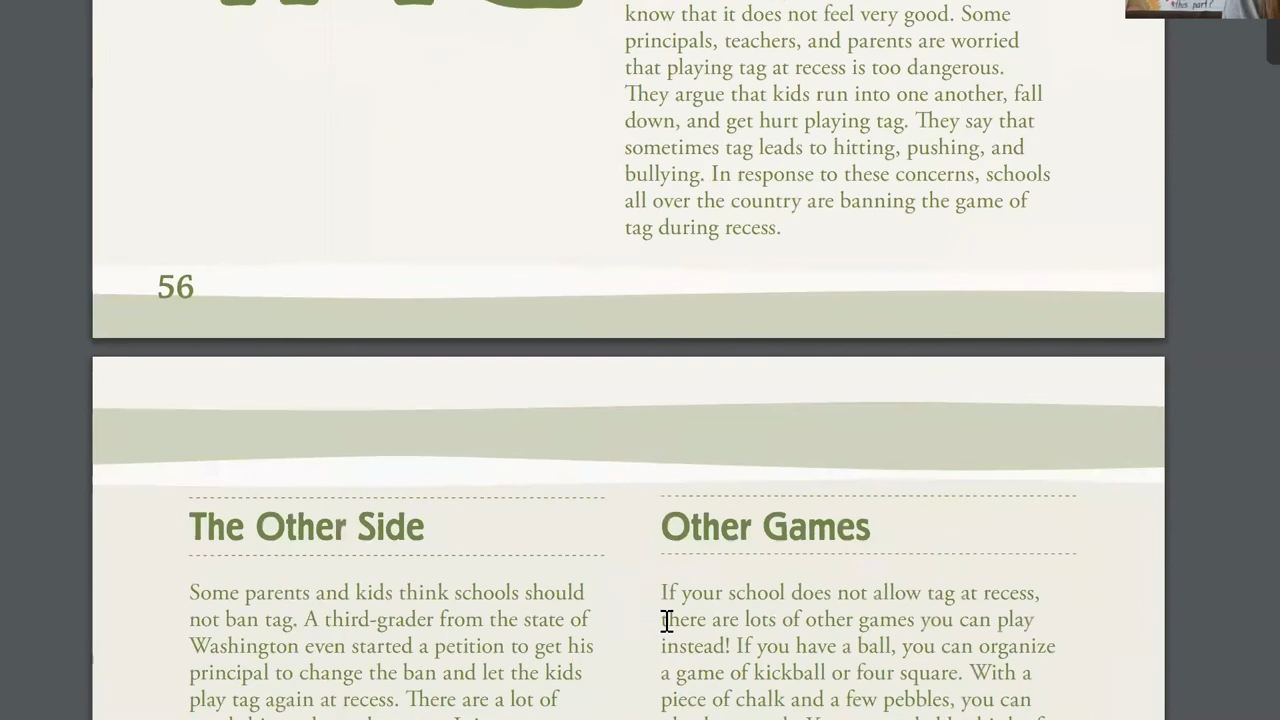 this part?
know that it does not feel very good. Some
principals, teachers, and parents are worried
that playing tag at recess is too dangerous.
They argue that kids run into one another, fall
down, and get hurt playing tag. They say that
sometimes tag leads to hitting, pushing, and
bullying. In response to these concerns, schools
all over the country are banning the game of
tag during recess.
56
The Other Side
Some parents and kids think schools should
not ban tag. A third-grader from the state of
Washington even started a petition to get his
principal to change the ban and let the kids
play tag again at recess. There are a lot of
Other Games
If your school does not allow tag at recess,
there are lots of other games you can play
instead! If you have a ball, you can organize
a game of kickball or four square. With a
piece of chalk and a few pebbles, you can